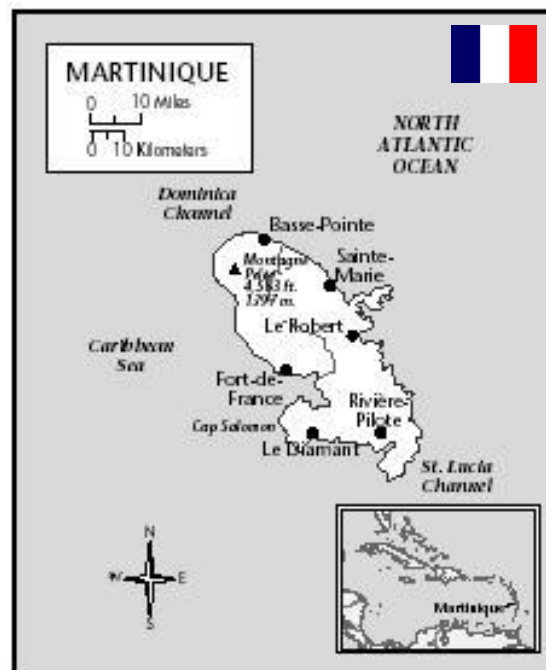 MARTINIQUE
0 10 Miles
0 10 Kilometers
NORTH
ATLANTIC
OCEAN
Dominica
Channel
Basse-Pointe
Montagne
Pelée
4,583 ft.
1397 m.
Sainte-
Marie
Le Robert
Caribbean
Sea
Fort-de-
France
Rivière-
Pilote
Cap Salomon
Le Diamant
St. Lucia
Channel
N
W E
S
Martinique